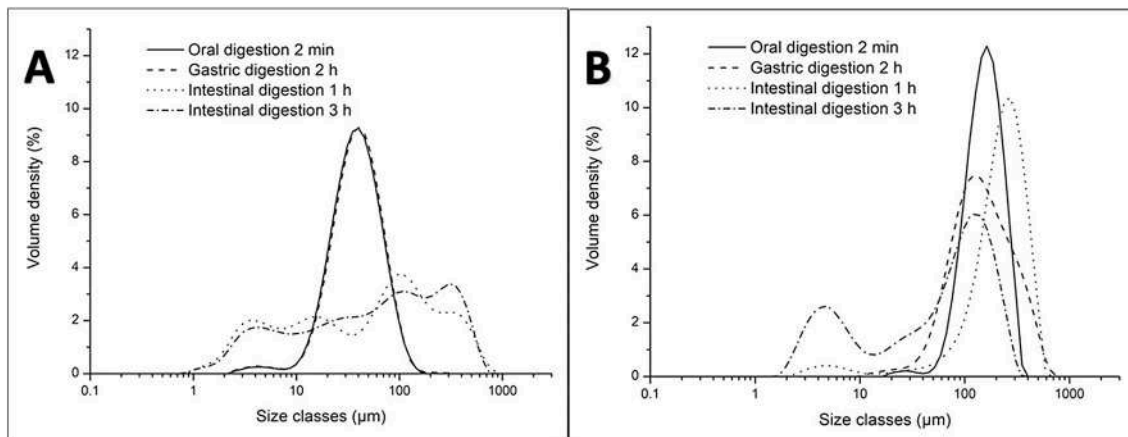 A
Oral digestion 2 min
Gastric digestion 2 h
Intestinal digestion 1 h
Intestinal digestion 3 h
12
10
8
6
4
2
0
Volume density (%)
0.1 1 10 100 1000
Size classes (µm)
B
Oral digestion 2 min
Gastric digestion 2 h
Intestinal digestion 1 h
Intestinal digestion 3 h
12
10
8
6
4
2
0
Volume density (%)
0.1 1 10 100 1000
Size classes (µm)